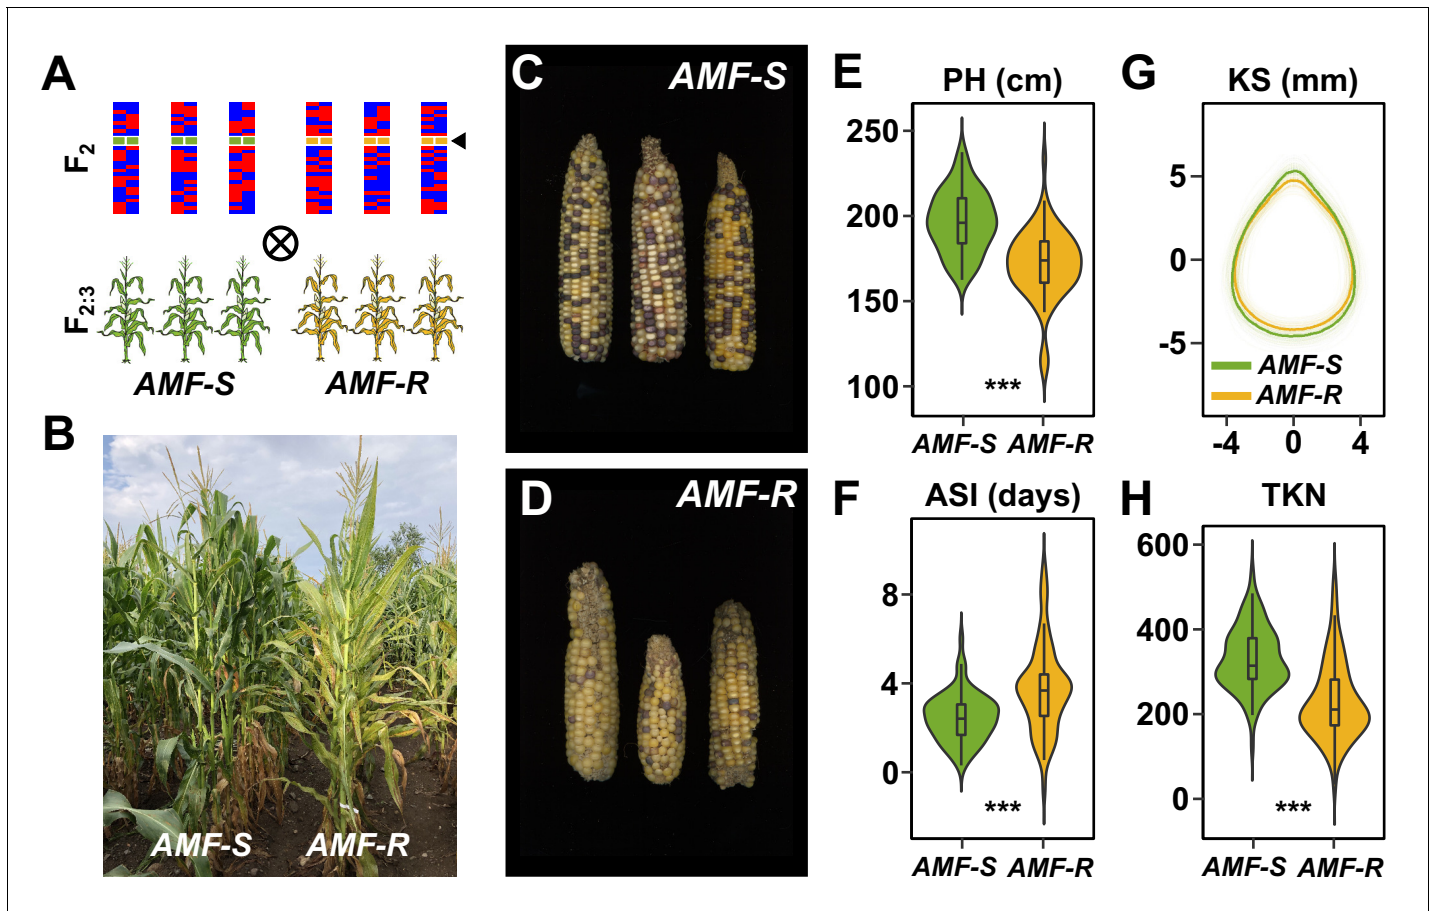 A
F2
F2:3
AMF-S
AMF-R
B
AMF-S
AMF-R
C
AMF-S
D
AMF-R
E
PH (cm)
250
200
150
100
***
AMF-S
AMF-R
F
ASI (days)
8
4
0
***
AMF-S
AMF-R
G
KS (mm)
5
0
-5
AMF-S
AMF-R
-4
0
4
H
TKN
600
400
200
0
***
AMF-S
AMF-R